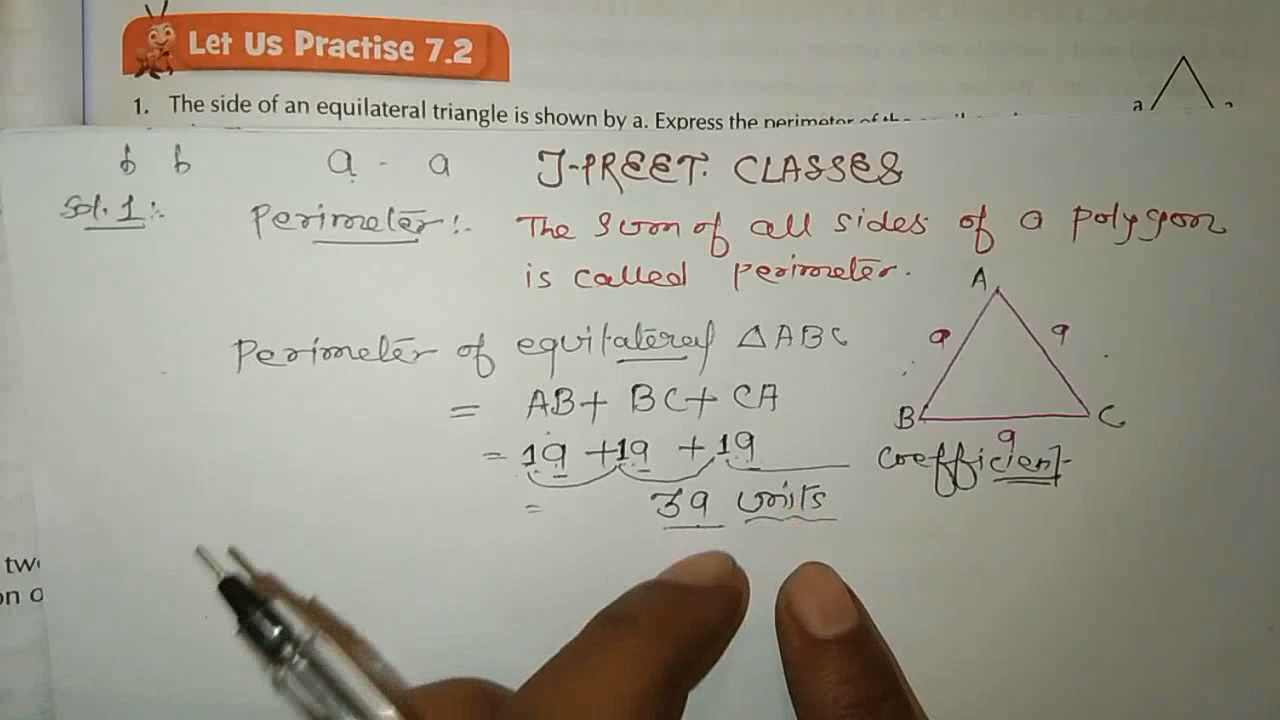 Let Us Practise 7.2
1. The side of an equilateral triangle is shown by a. Express the perimeter of the
a
b b a - a J-PREET. CLASSES
Sol. 1:. Perimeter:. The sum of all sides of a polygon
is called perimeter.
A
Perimeter of equilateral △ABC
a a
= AB + BC + CA
B C
a
= 1a + 1a + 1a
coefficient
= 3a units